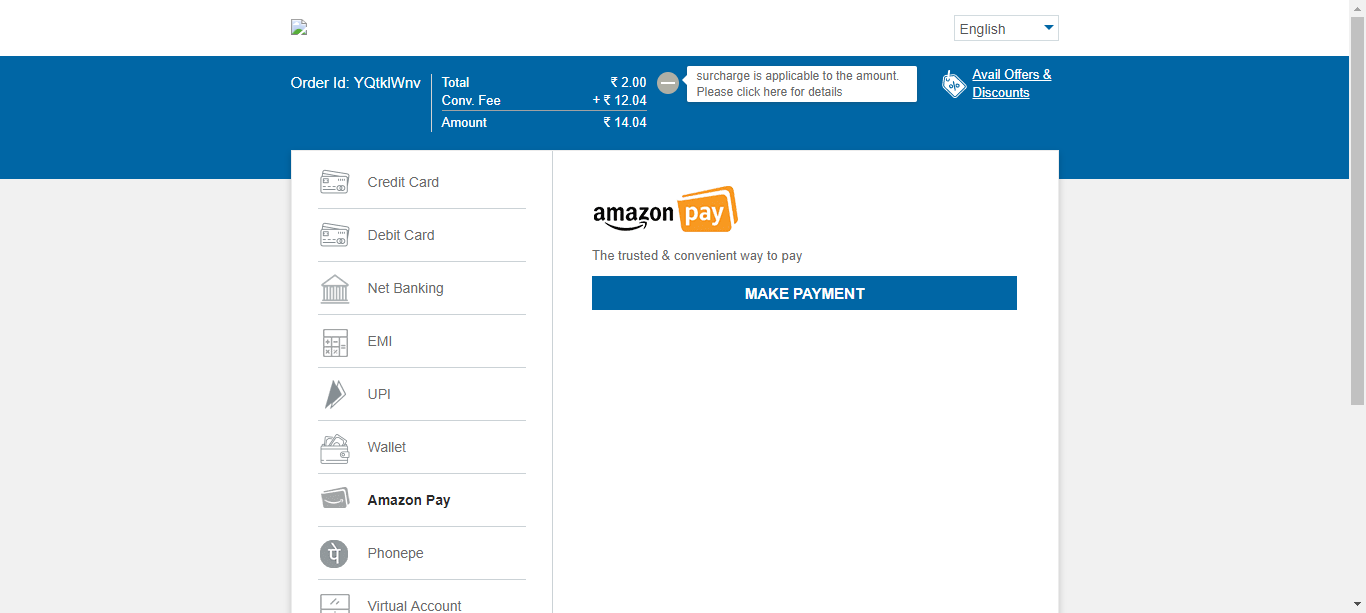 English
Order Id: YQtklWnv
Total ₹ 2.00
Conv. Fee + ₹ 12.04
Amount ₹ 14.04
surcharge is applicable to the amount.
Please click here for details
Avail Offers &
Discounts
Credit Card
Debit Card
Net Banking
EMI
UPI
Wallet
Amazon Pay
Phonepe
Virtual Account
amazon pay
The trusted & convenient way to pay
MAKE PAYMENT